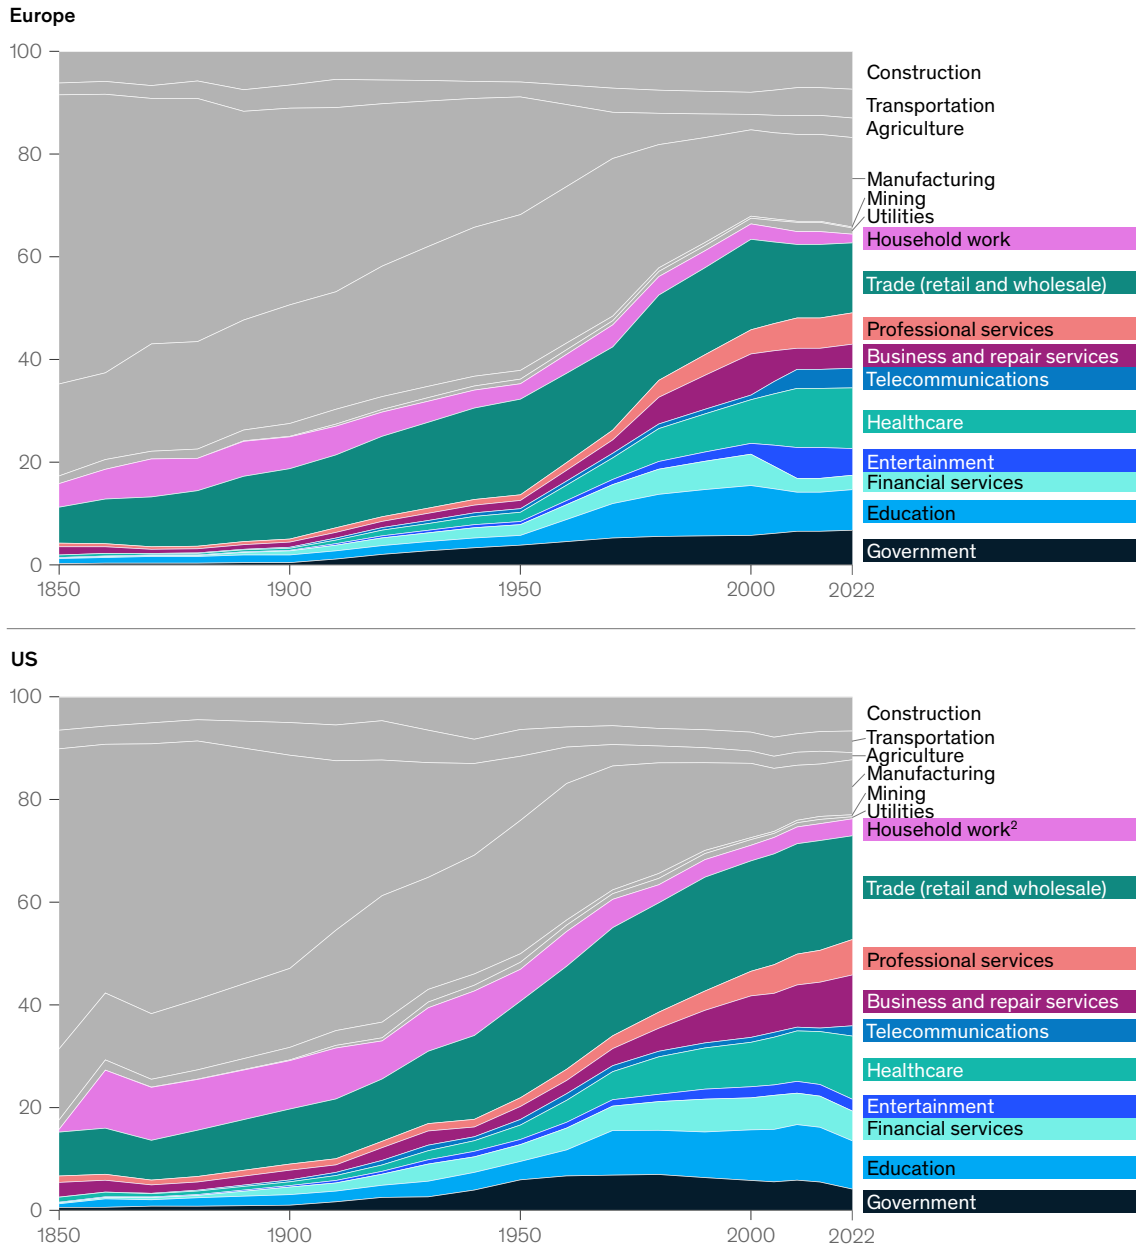 Europe
100
80
60
40
20
0
1850
1900
1950
2000
2022
Construction
Transportation
Agriculture
Manufacturing
Mining
Utilities
Household work
Trade (retail and wholesale)
Professional services
Business and repair services
Telecommunications
Healthcare
Entertainment
Financial services
Education
Government
US
100
80
60
40
20
0
1850
1900
1950
2000
2022
Construction
Transportation
Agriculture
Manufacturing
Mining
Utilities
Household work²
Trade (retail and wholesale)
Professional services
Business and repair services
Telecommunications
Healthcare
Entertainment
Financial services
Education
Government